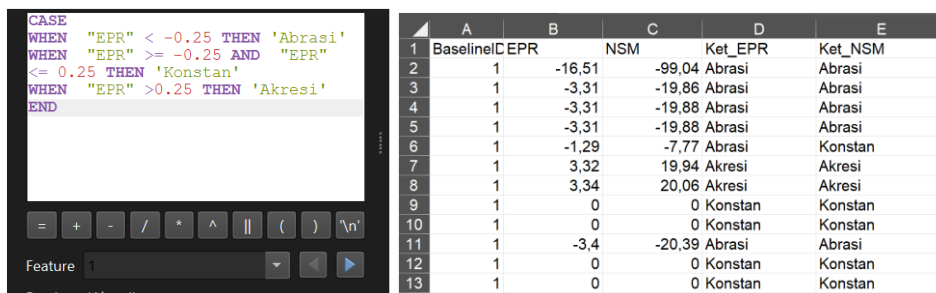 CASE
WHEN "EPR" < -0.25 THEN 'Abrasi'
WHEN "EPR" >= -0.25 AND "EPR"
<= 0.25 THEN 'Konstan'
WHEN "EPR" >0.25 THEN 'Akresi'
END
= + - / * ^ || ( ) '\n'
Feature 1
A B C D E
1 BaselineID EPR NSM Ket_EPR Ket_NSM
2 1 -16,51 -99,04 Abrasi Abrasi
3 1 -3,31 -19,86 Abrasi Abrasi
4 1 -3,31 -19,88 Abrasi Abrasi
5 1 -3,31 -19,88 Abrasi Abrasi
6 1 -1,29 -7,77 Abrasi Konstan
7 1 3,32 19,94 Akresi Akresi
8 1 3,34 20,06 Akresi Akresi
9 1 0 0 Konstan Konstan
10 1 0 0 Konstan Konstan
11 1 -3,4 -20,39 Abrasi Abrasi
12 1 0 0 Konstan Konstan
13 1 0 0 Konstan Konstan